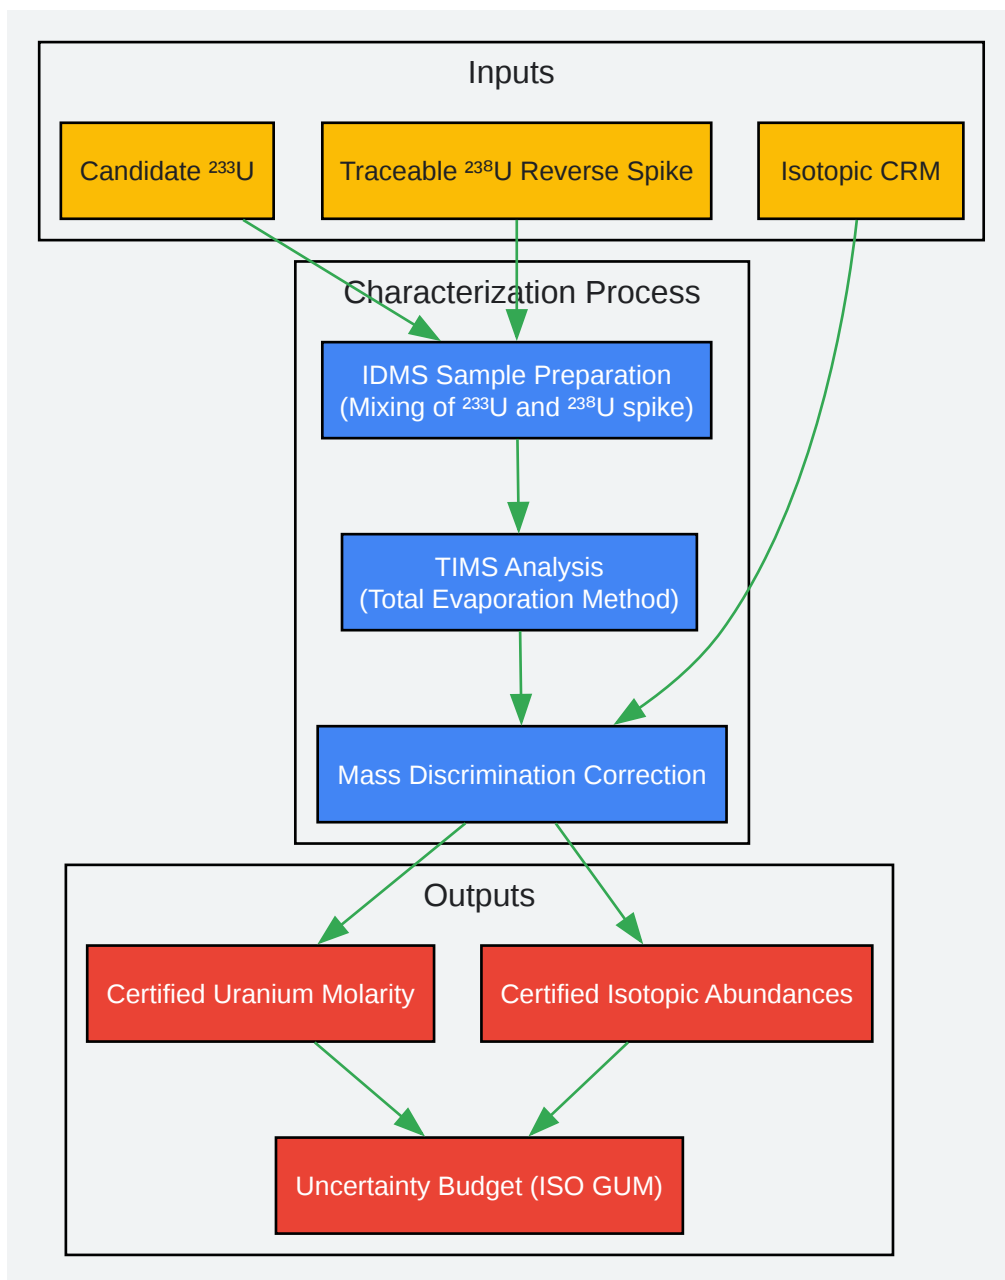 Inputs
Candidate ²³³U
Traceable ²³⁸U Reverse Spike
Isotopic CRM
Characterization Process
IDMS Sample Preparation
(Mixing of ²³³U and ²³⁸U spike)
TIMS Analysis
(Total Evaporation Method)
Mass Discrimination Correction
Outputs
Certified Uranium Molarity
Certified Isotopic Abundances
Uncertainty Budget (ISO GUM)